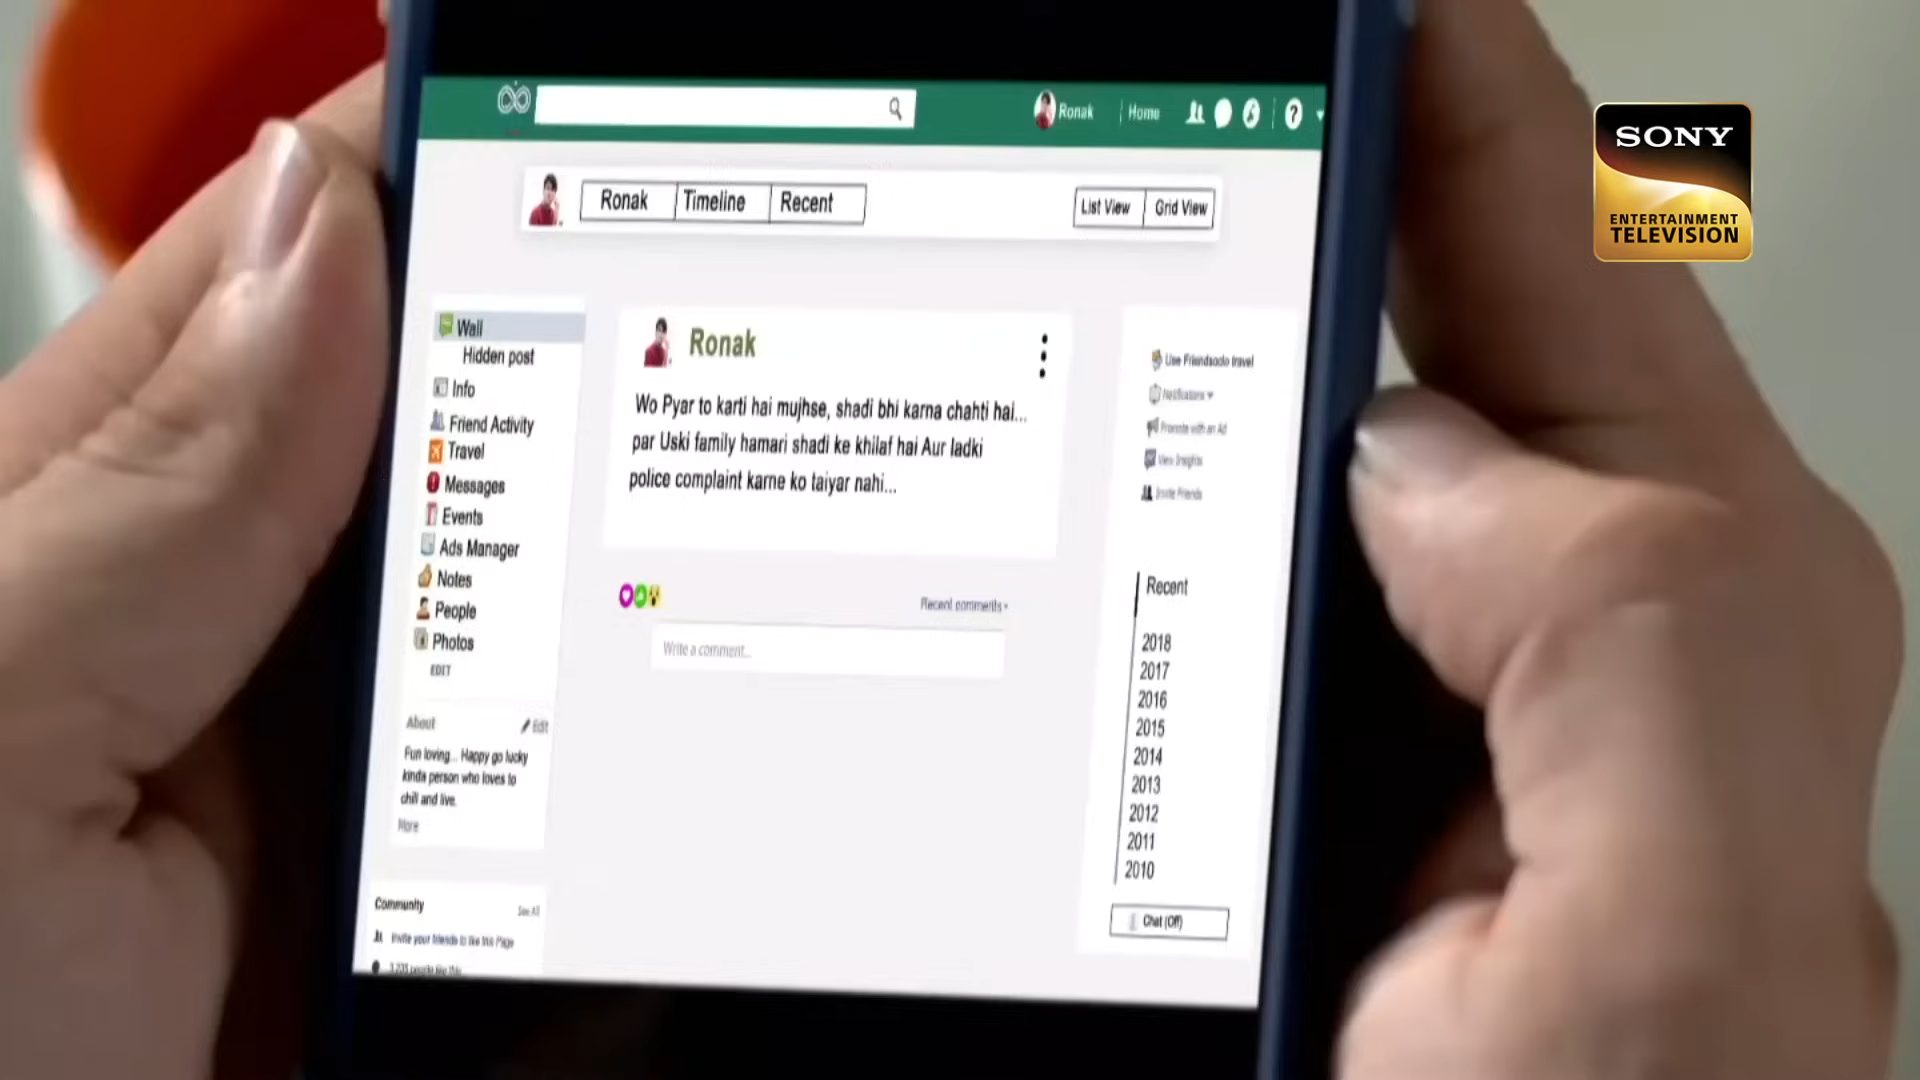 Ronak
Home
?
SONY
ENTERTAINMENT
TELEVISION
Ronak
Timeline
Recent
List View
Grid View
Wall
Hidden post
Info
Friend Activity
Travel
Messages
Events
Ads Manager
Notes
People
Photos
EDIT
About
Edit
Fun loving... Happy go lucky
kinda person who loves to
chill and live.
More
Community
See All
Invite your friends to like this Page
people like this
Ronak
Wo Pyar to karti hai mujhse, shadi bhi karna chahti hai...
par Uski family hamari shadi ke khilaf hai Aur ladki
police complaint karne ko taiyar nahi...
Recent comments
Write a comment...
Use Friendsado travel
Notifications
Promote with an Ad
View Insights
Invite Friends
Recent
2018
2017
2016
2015
2014
2013
2012
2011
2010
Chat (Off)